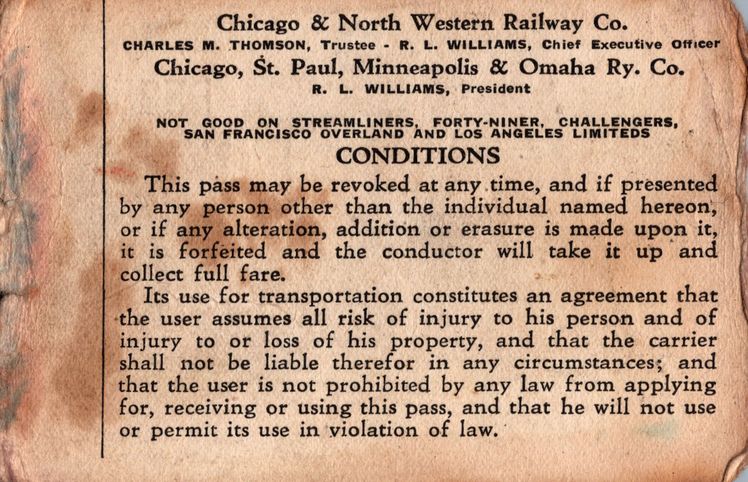 Chicago & North Western Railway Co.
CHARLES M. THOMSON, Trustee - R. L. WILLIAMS, Chief Executive Officer
Chicago, St. Paul, Minneapolis & Omaha Ry. Co.
R. L. WILLIAMS, President
NOT GOOD ON STREAMLINERS, FORTY-NINER, CHALLENGERS,
SAN FRANCISCO OVERLAND AND LOS ANGELES LIMITEDS
CONDITIONS
This pass may be revoked at any time, and if presented
by any person other than the individual named hereon,
or if any alteration, addition or erasure is made upon it,
it is forfeited and the conductor will take it up and
collect full fare.
Its use for transportation constitutes an agreement that
the user assumes all risk of injury to his person and of
injury to or loss of his property, and that the carrier
shall not be liable therefor in any circumstances; and
that the user is not prohibited by any law from applying
for, receiving or using this pass, and that he will not use
or permit its use in violation of law.